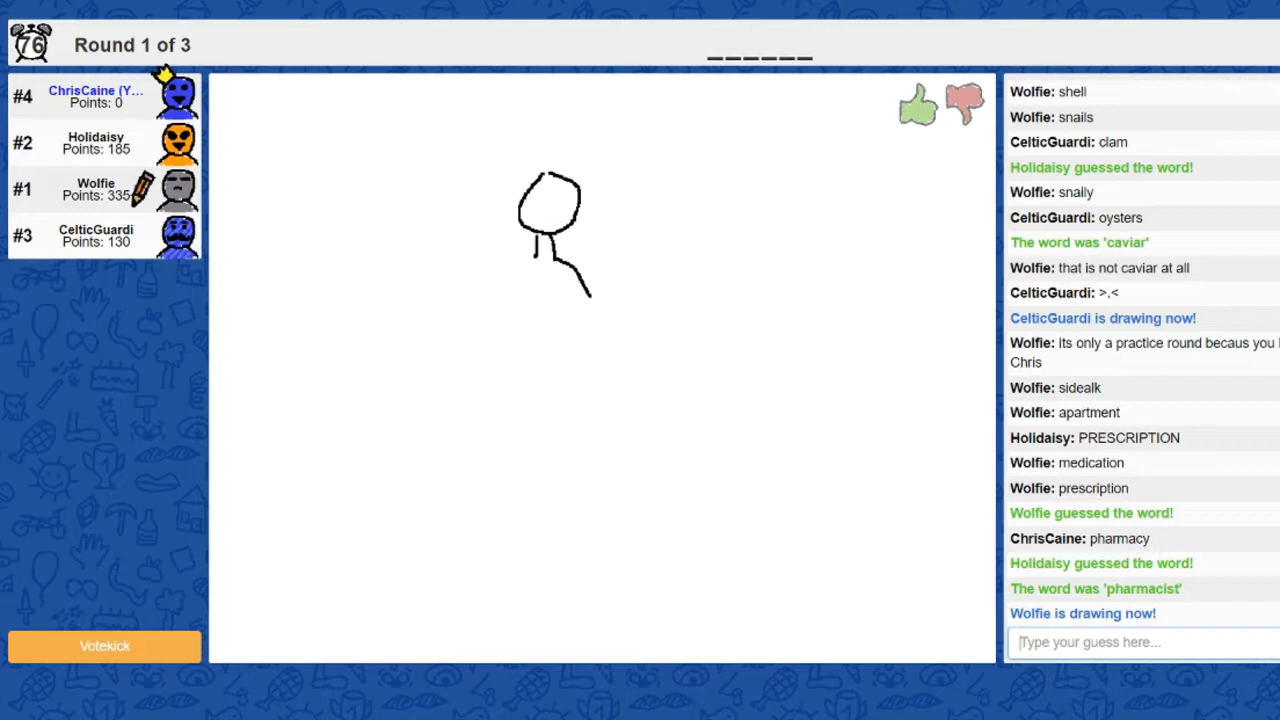 76
Round 1 of 3
______
#4
ChrisCaine (Y...
Points: 0
#2
Holidaisy
Points: 185
#1
Wolfie
Points: 335
#3
CelticGuardi
Points: 130
Votekick
Wolfie: shell
Wolfie: snails
CelticGuardi: clam
Holidaisy guessed the word!
Wolfie: snally
CelticGuardi: oysters
The word was 'caviar'
Wolfie: that is not caviar at all
CelticGuardi: >.<
CelticGuardi is drawing now!
Wolfie: its only a practice round becaus you
Chris
Wolfie: sidealk
Wolfie: apartment
Holidaisy: PRESCRIPTION
Wolfie: medication
Wolfie: prescription
Wolfie guessed the word!
ChrisCaine: pharmacy
Holidaisy guessed the word!
The word was 'pharmacist'
Wolfie is drawing now!
Type your guess here...